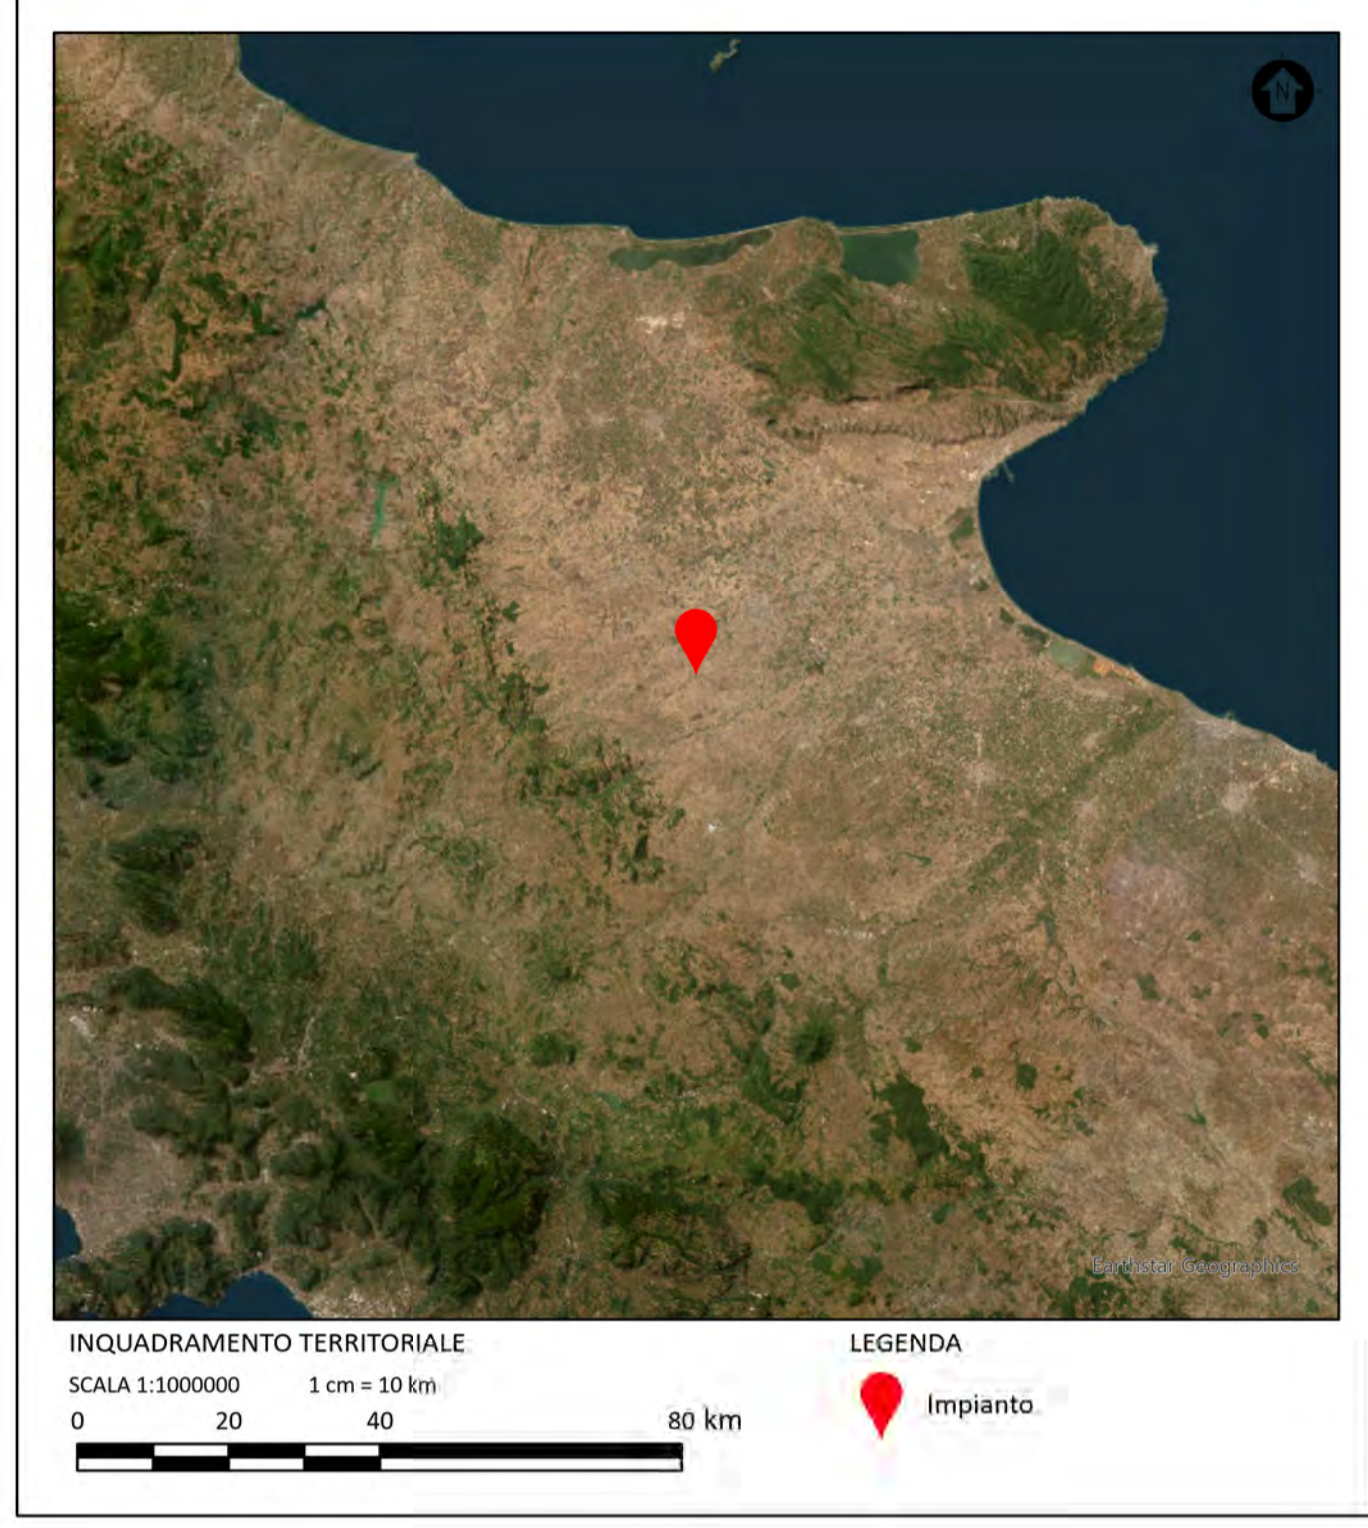 N
Earthstar Geographics
INQUADRAMENTO TERRITORIALE
SCALA 1:1000000 1 cm = 10 km
0 20 40 80 km
LEGENDA
Impianto